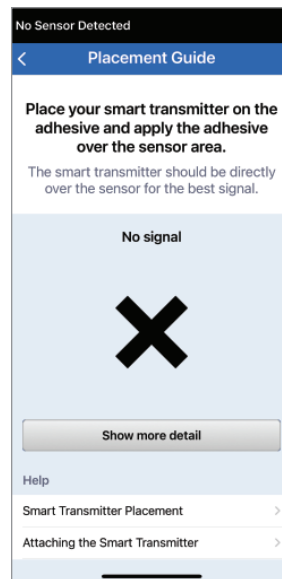 No Sensor Detected
Placement Guide
Place your smart transmitter on the
adhesive and apply the adhesive
over the sensor area.
The smart transmitter should be directly
over the sensor for the best signal.
No signal
Show more detail
Help
Smart Transmitter Placement
Attaching the Smart Transmitter